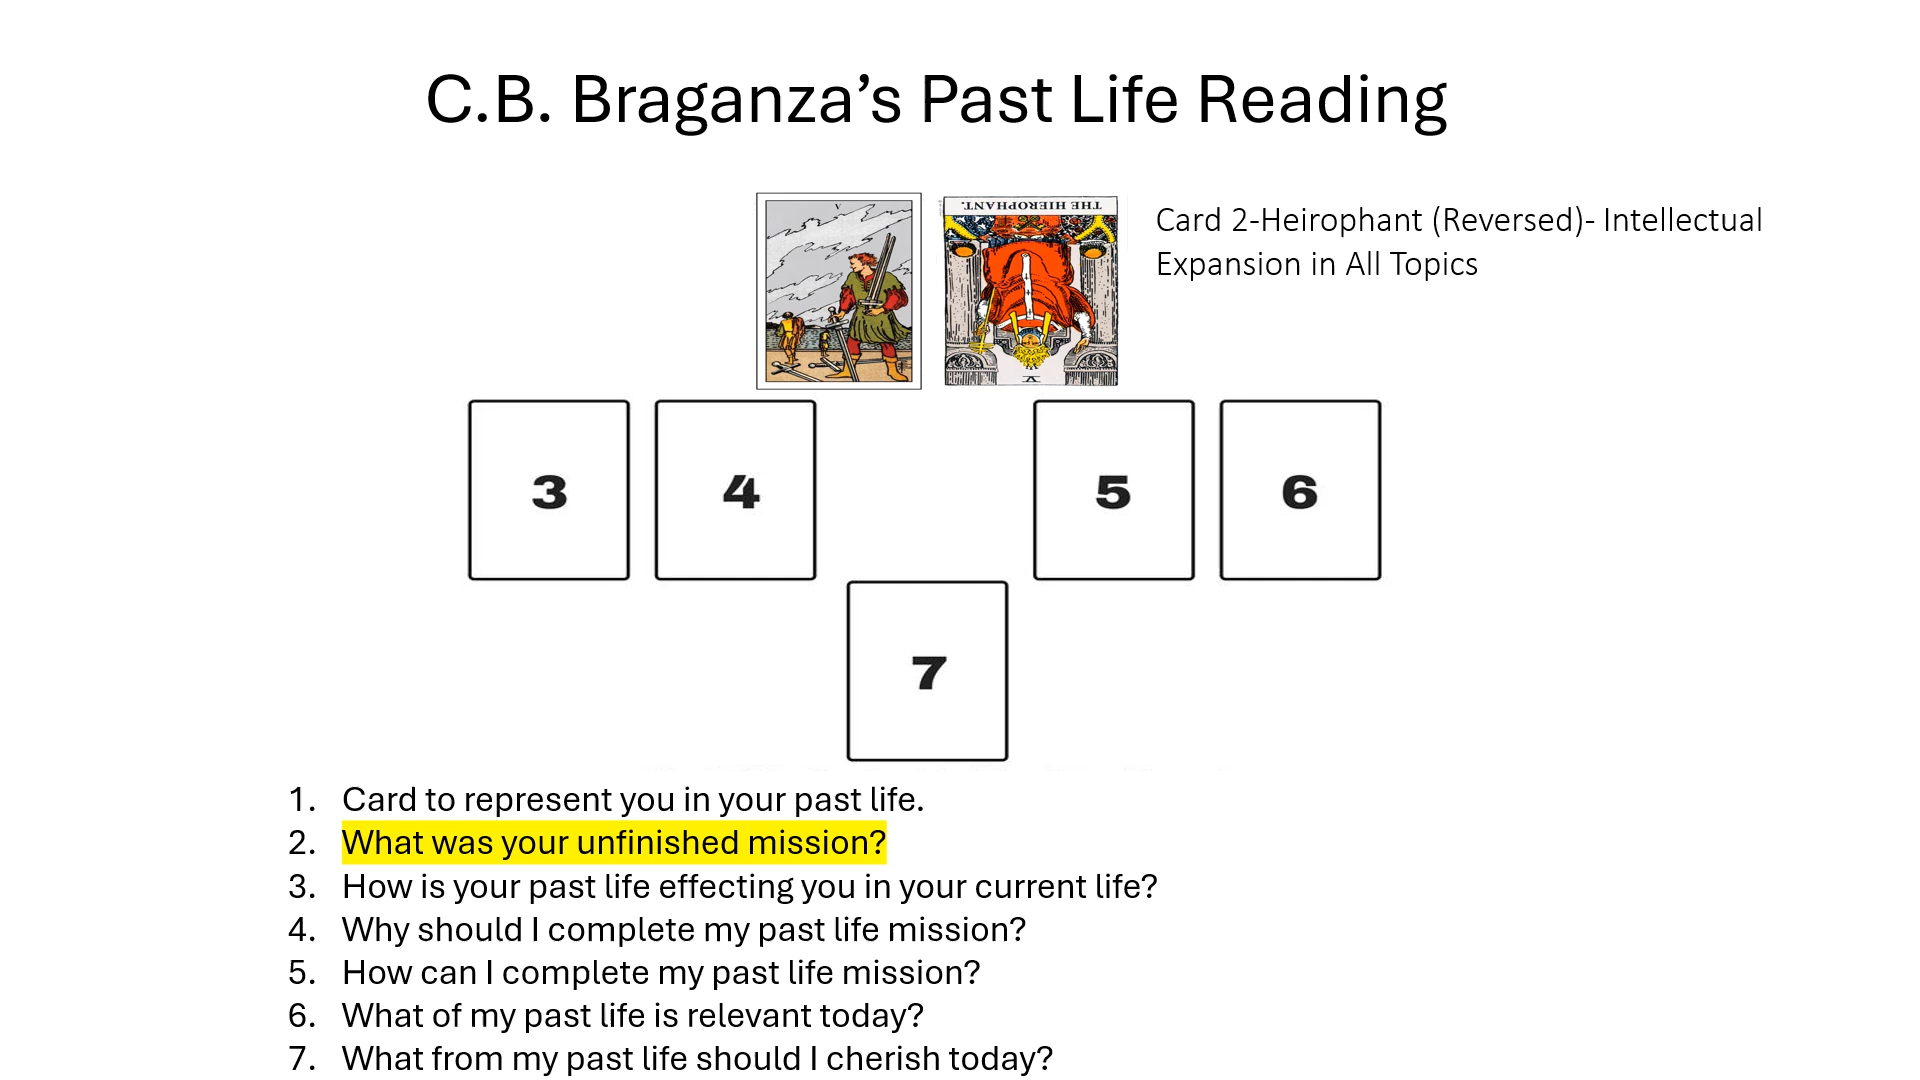 C.B. Braganza’s Past Life Reading
V
THE HIEROPHANT.
V
Card 2-Heirophant (Reversed)- Intellectual
Expansion in All Topics
3
4
5
6
7
1. Card to represent you in your past life.
2. What was your unfinished mission?
3. How is your past life effecting you in your current life?
4. Why should I complete my past life mission?
5. How can I complete my past life mission?
6. What of my past life is relevant today?
7. What from my past life should I cherish today?